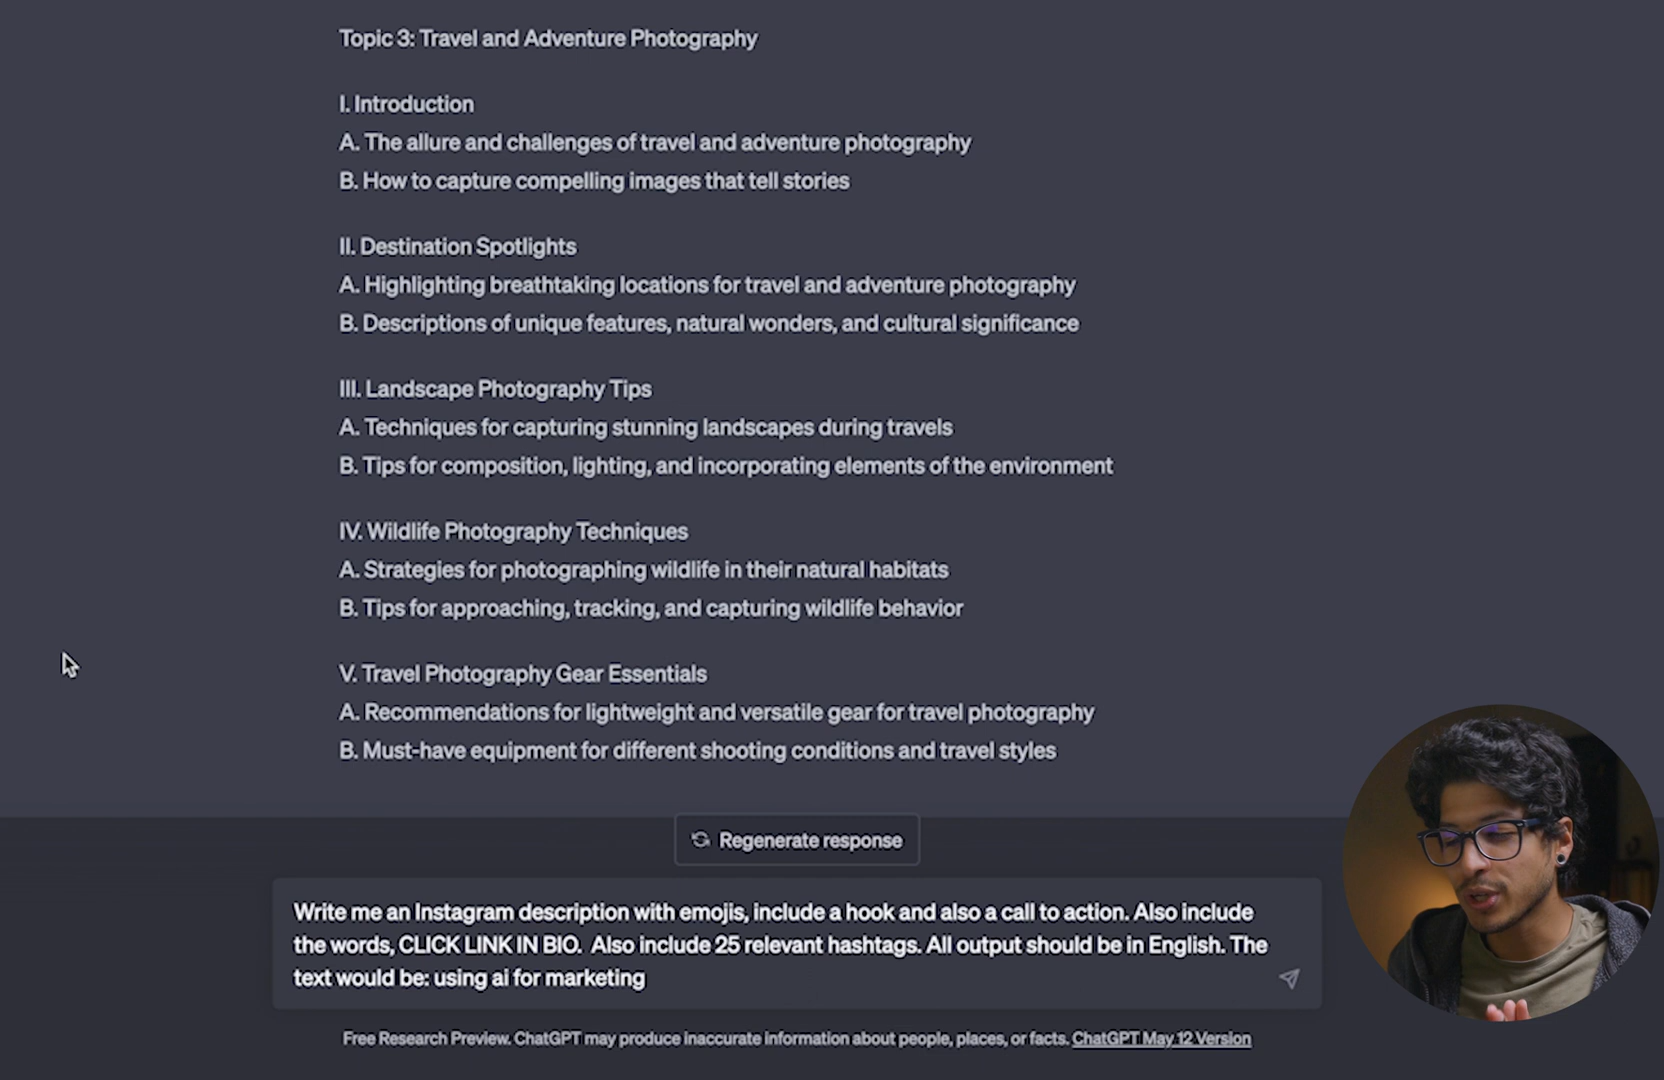 Topic 3: Travel and Adventure Photography
I. Introduction
A. The allure and challenges of travel and adventure photography
B. How to capture compelling images that tell stories
II. Destination Spotlights
A. Highlighting breathtaking locations for travel and adventure photography
B. Descriptions of unique features, natural wonders, and cultural significance
III. Landscape Photography Tips
A. Techniques for capturing stunning landscapes during travels
B. Tips for composition, lighting, and incorporating elements of the environment
IV. Wildlife Photography Techniques
A. Strategies for photographing wildlife in their natural habitats
B. Tips for approaching, tracking, and capturing wildlife behavior
V. Travel Photography Gear Essentials
A. Recommendations for lightweight and versatile gear for travel photography
B. Must-have equipment for different shooting conditions and travel styles
Regenerate response
Write me an Instagram description with emojis, include a hook and also a call to action. Also include
the words, CLICK LINK IN BIO.  Also include 25 relevant hashtags. All output should be in English. The
text would be: using ai for marketing
Free Research Preview. ChatGPT may produce inaccurate information about people, places, or facts. ChatGPT May 12 Version